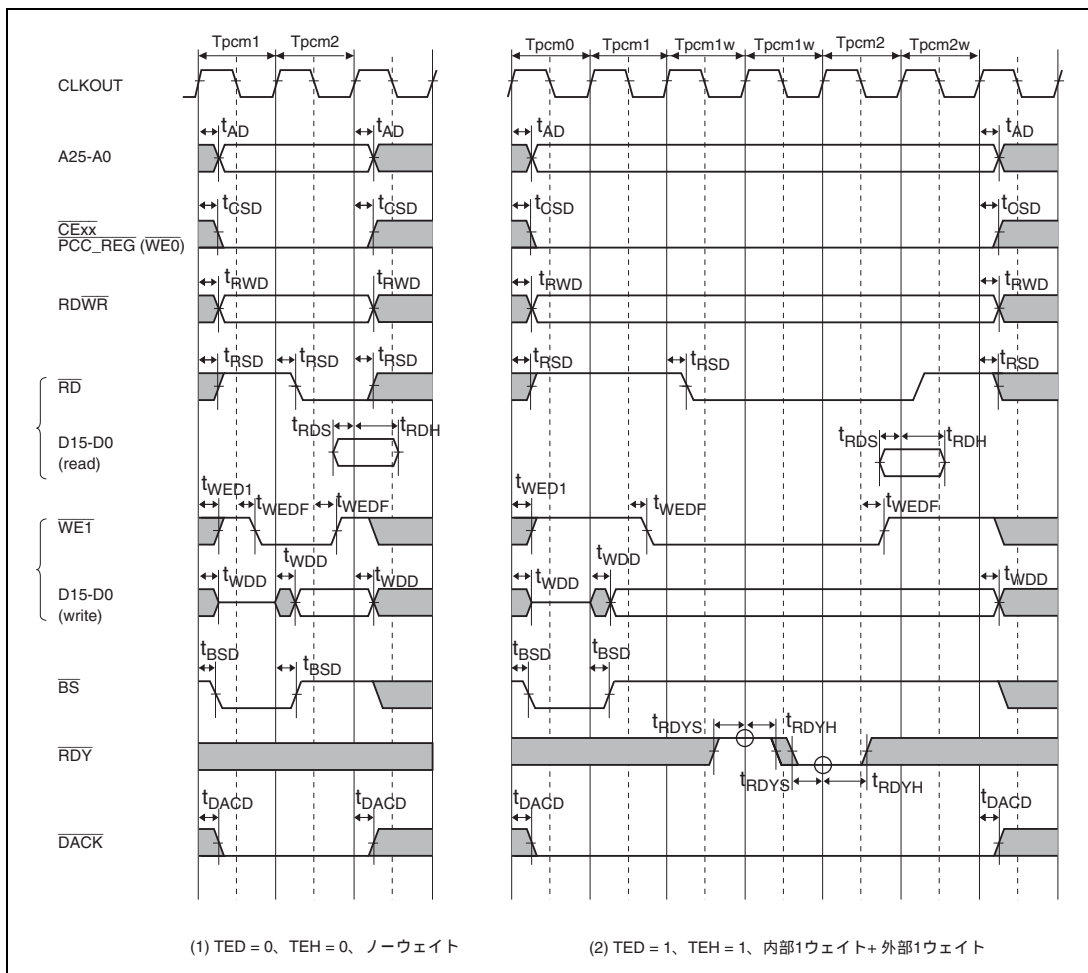 Tpcm1 Tpcm2 Tpcm0 Tpcm1 Tpcm1w Tpcm1w Tpcm2 Tpcm2w
CLKOUT
tAD tAD tAD tAD
A25-A0
tCSD tCSD tCSD tCSD
CExx
PCC_REG (WE0)
tRWD tRWD tRWD tRWD
RDWR
tRSD tRSD tRSD tRSD tRSD tRSD
RD
tRDS tRDH tRDS tRDH
D15-D0
(read)
tWED1 tWEDF tWEDF tWED1 tWEDF tWEDF
WE1
tWDD tWDD tWDD tWDD tWDD tWDD
D15-D0
(write)
tBSD tBSD tBSD tBSD
BS
tRDYS tRDYH
RDY
tRDYS tRDYH
tDACD tDACD tDACD tDACD
DACK
(1) TED = 0、TEH = 0、ノーウェイト
(2) TED = 1、TEH = 1、内部1ウェイト+ 外部1ウェイト